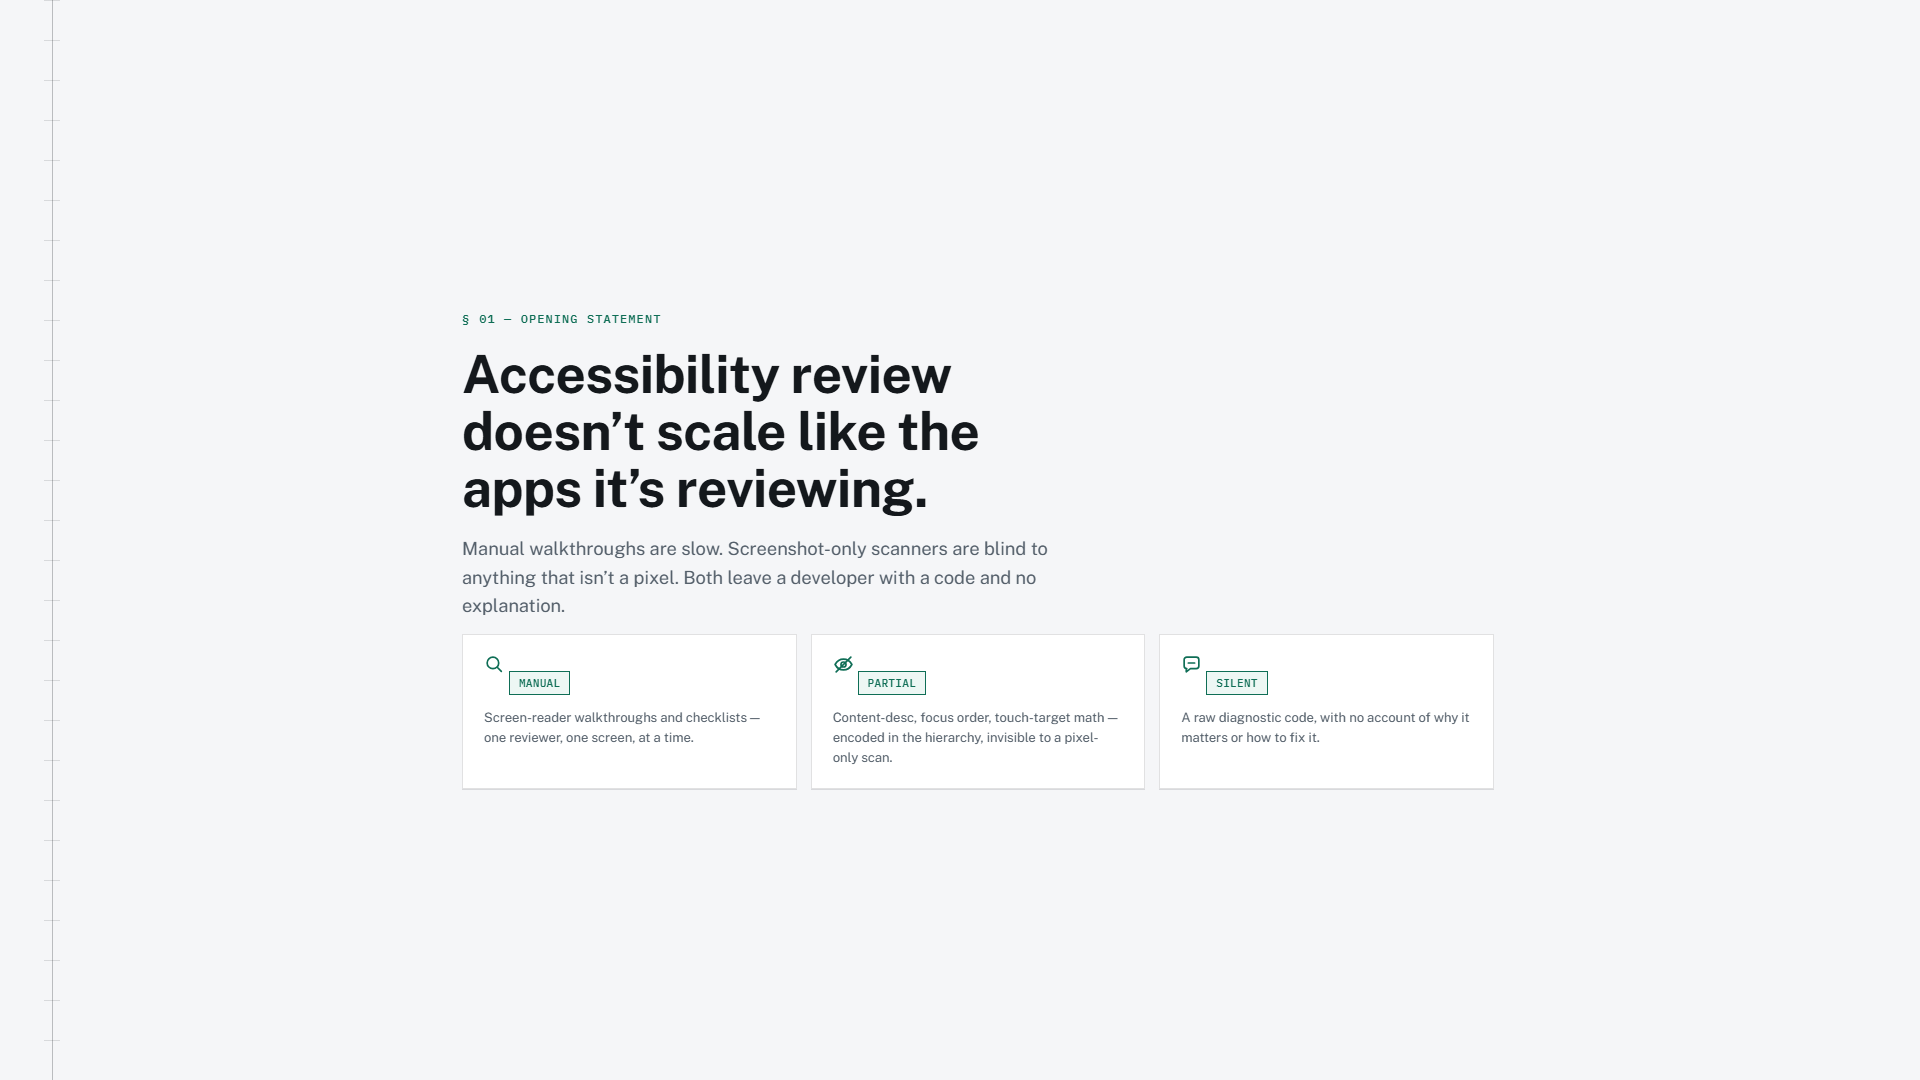 § 01 — OPENING STATEMENT
Accessibility review
doesn’t scale like the
apps it’s reviewing.
Manual walkthroughs are slow. Screenshot-only scanners are blind to
anything that isn’t a pixel. Both leave a developer with a code and no
explanation.
MANUAL
Screen-reader walkthroughs and checklists —
one reviewer, one screen, at a time.
PARTIAL
Content-desc, focus order, touch-target math —
encoded in the hierarchy, invisible to a pixel-
only scan.
SILENT
A raw diagnostic code, with no account of why it
matters or how to fix it.